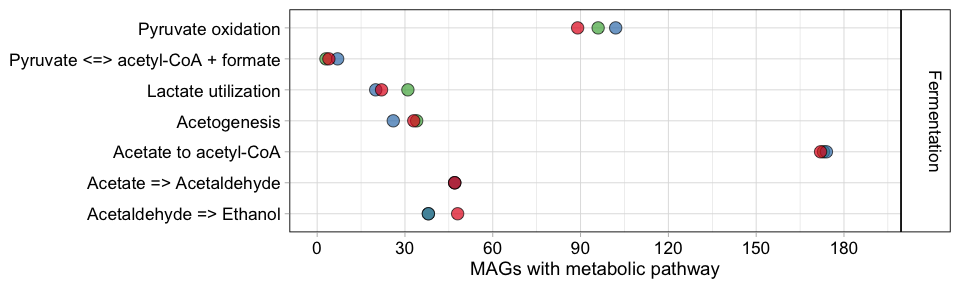 Pyruvate oxidation
Pyruvate <=> acetyl-CoA + formate
Lactate utilization
Acetogenesis
Acetate to acetyl-CoA
Acetate => Acetaldehyde
Acetaldehyde => Ethanol
Fermentation
0 30 60 90 120 150 180
MAGs with metabolic pathway